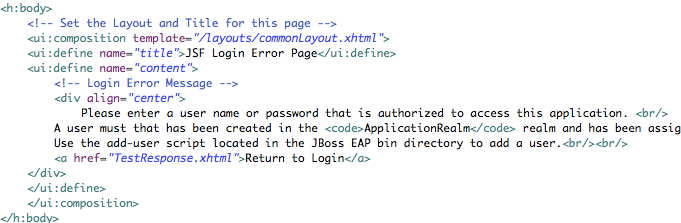 <h:body>
<!-- Set the Layout and Title for this page -->
<ui:composition template="/layouts/commonLayout.xhtml">
<ui:define name="title">JSF Login Error Page</ui:define>
<ui:define name="content">
<!-- Login Error Message -->
<div align="center">
Please enter a user name or password that is authorized to access this application. <br/>
A user must that has been created in the <code>ApplicationRealm</code> realm and has been assig
Use the add-user script located in the JBoss EAP bin directory to add a user.<br/><br/>
<a href="TestResponse.xhtml">Return to Login</a>
</div>
</ui:define>
</ui:composition>
</h:body>